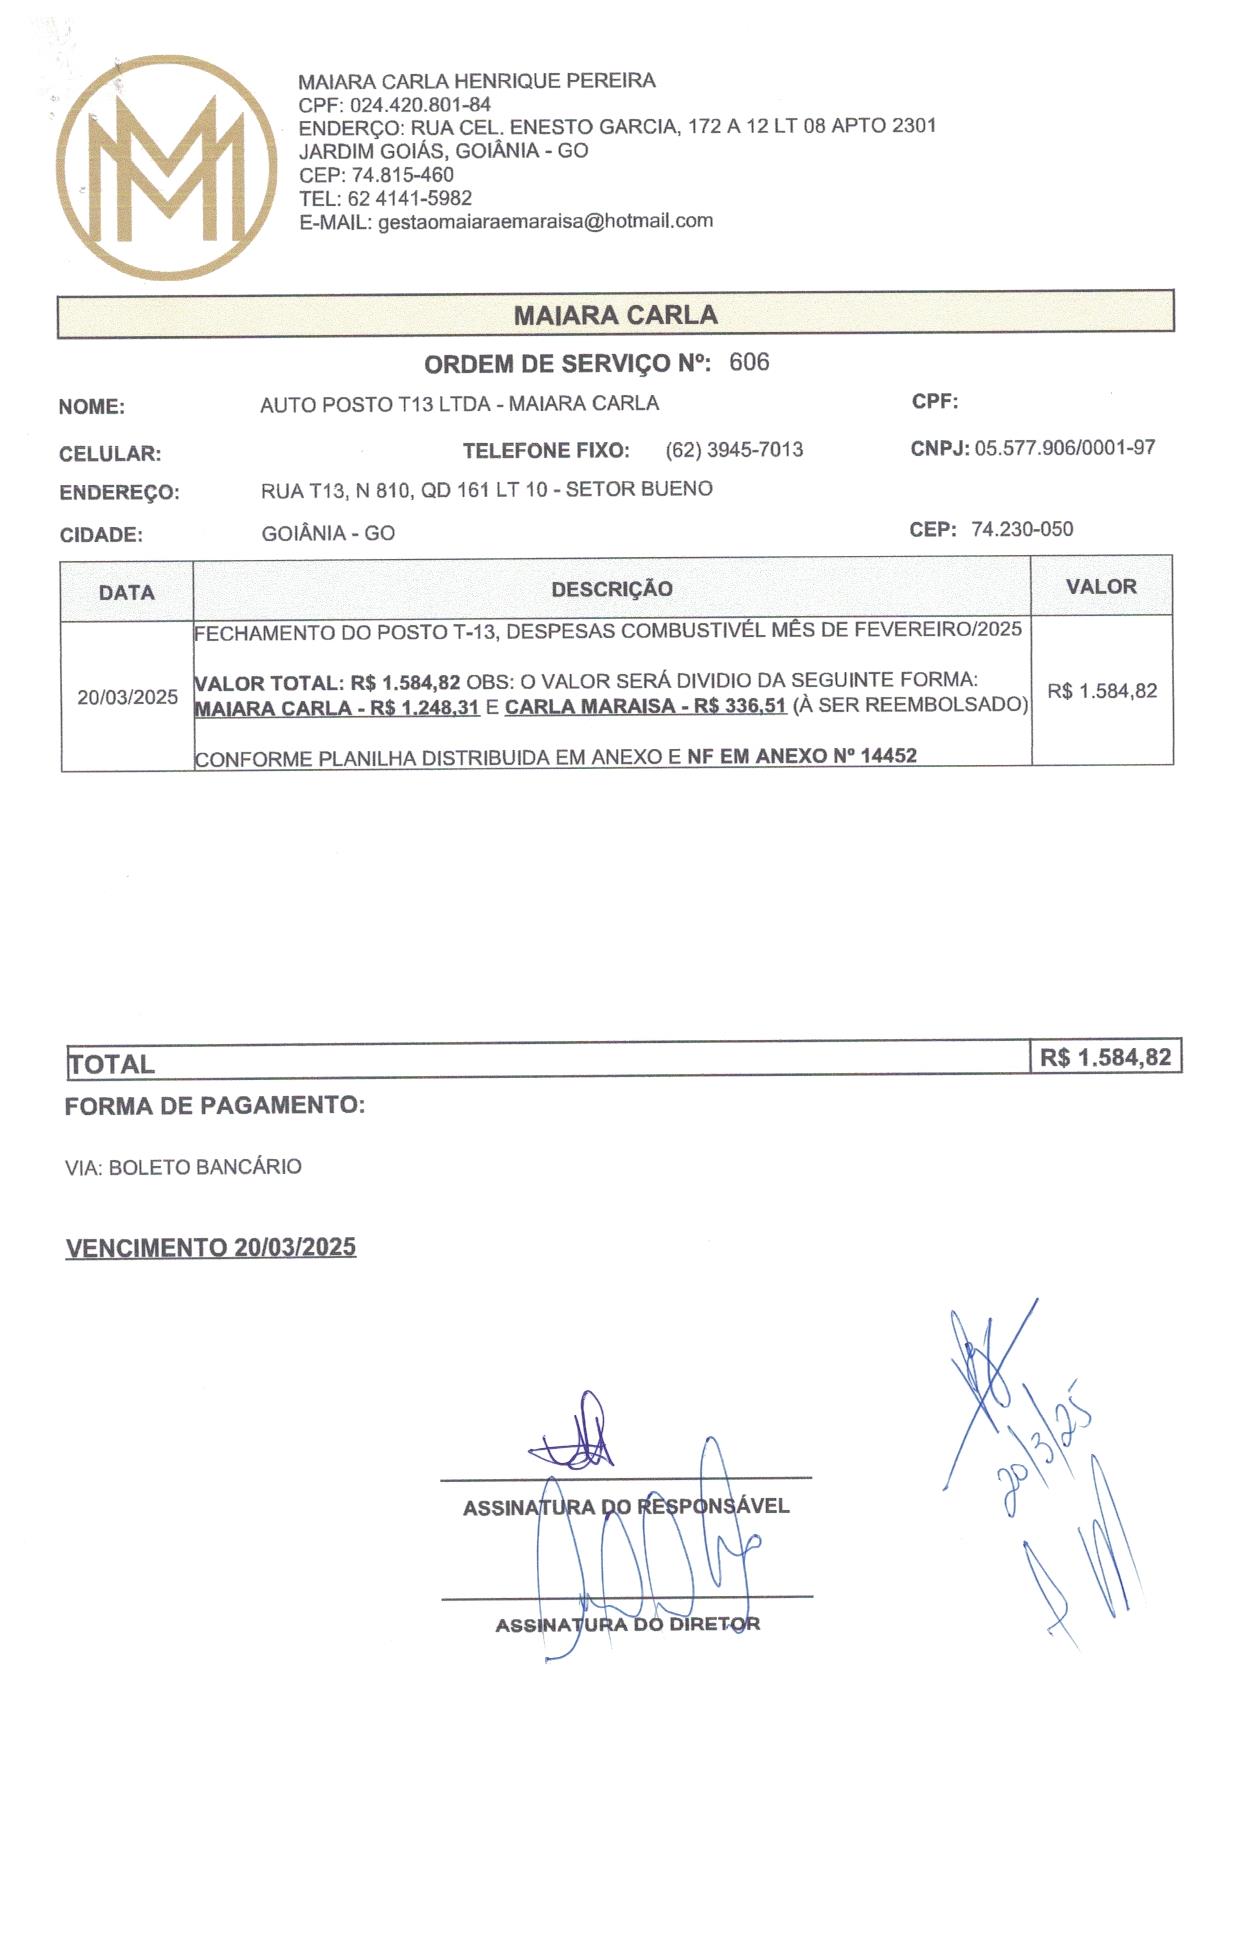 MAIARA CARLA HENRIQUE PEREIRA
CPF: 024.420.801-84
ENDERÇO: RUA CEL. ENESTO GARCIA, 172 A 12 LT 08 APTO 2301
JARDIM GOIÁS, GOIÂNIA - GO
CEP: 74.815-460
TEL: 62 4141-5982
E-MAIL: gestaomaiaraemaraisa@hotmail.com
MAIARA CARLA
ORDEM DE SERVIÇO Nº: 606
NOME: AUTO POSTO T13 LTDA - MAIARA CARLA CPF:
CELULAR: TELEFONE FIXO: (62) 3945-7013 CNPJ: 05.577.906/0001-97
ENDEREÇO: RUA T13, N 810, QD 161 LT 10 - SETOR BUENO
CIDADE: GOIÂNIA - GO CEP: 74.230-050
DATA DESCRIÇÃO VALOR
FECHAMENTO DO POSTO T-13, DESPESAS COMBUSTIVÉL MÊS DE FEVEREIRO/2025
VALOR TOTAL: R$ 1.584,82 OBS: O VALOR SERÁ DIVIDIO DA SEGUINTE FORMA:
20/03/2025 MAIARA CARLA - R$ 1.248,31 E CARLA MARAISA - R$ 336,51 (À SER REEMBOLSADO) R$ 1.584,82
CONFORME PLANILHA DISTRIBUIDA EM ANEXO E NF EM ANEXO Nº 14452
TOTAL R$ 1.584,82
FORMA DE PAGAMENTO:
VIA: BOLETO BANCÁRIO
VENCIMENTO 20/03/2025
20/3/25
ASSINATURA DO RESPONSÁVEL
ASSINATURA DO DIRETOR